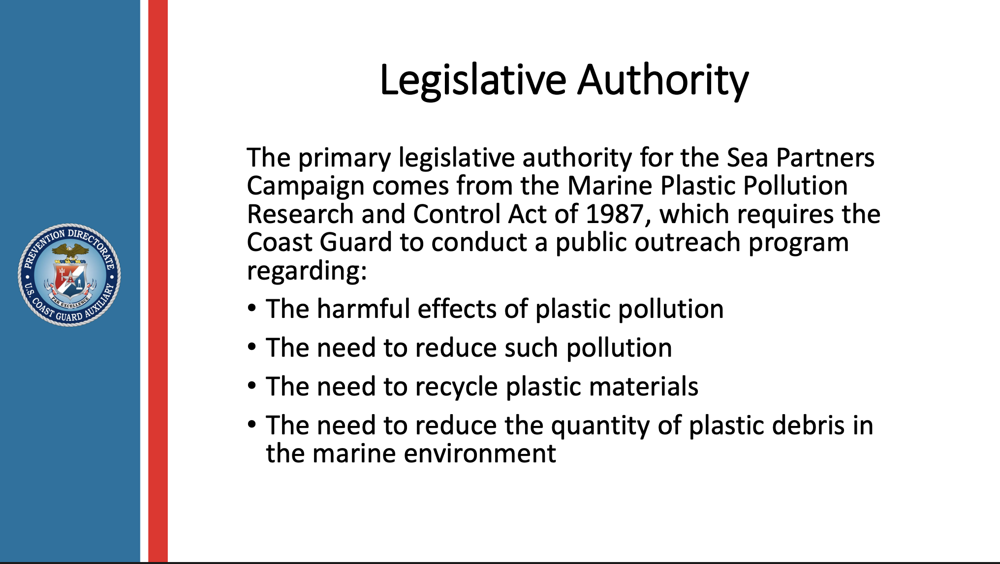 Legislative Authority
The primary legislative authority for the Sea Partners
Campaign comes from the Marine Plastic Pollution
Research and Control Act of 1987, which requires the
Coast Guard to conduct a public outreach program
regarding:
• The harmful effects of plastic pollution
• The need to reduce such pollution
• The need to recycle plastic materials
• The need to reduce the quantity of plastic debris in
the marine environment
PREVENTION DIRECTORATE
PAR EXCELLENCE
• U.S. COAST GUARD AUXILIARY •